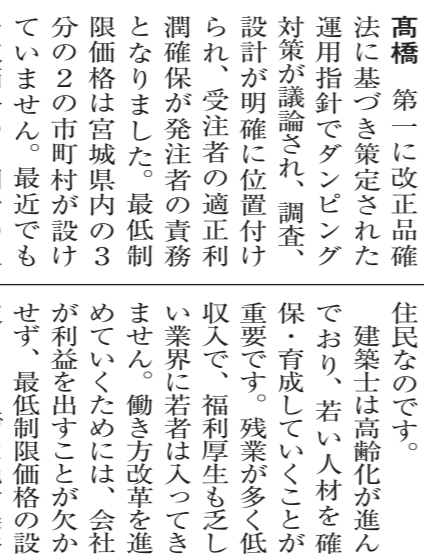 髙橋　第一に改正品確
法に基づき策定された
運用指針でダンピング
対策が議論され、調査、
設計が明確に位置付け
られ、受注者の適正利
潤確保が発注者の責務
となりました。最低制
限価格は宮城県内の３
分の２の市町村が設け
ていません。最近でも
住民なのです。
　建築士は高齢化が進ん
でおり、若い人材を確
保・育成していくことが
重要です。残業が多く低
収入で、福利厚生も乏し
い業界に若者は入ってき
ません。働き方改革を進
めていくためには、会社
が利益を出すことが欠か
せず、最低制限価格の設